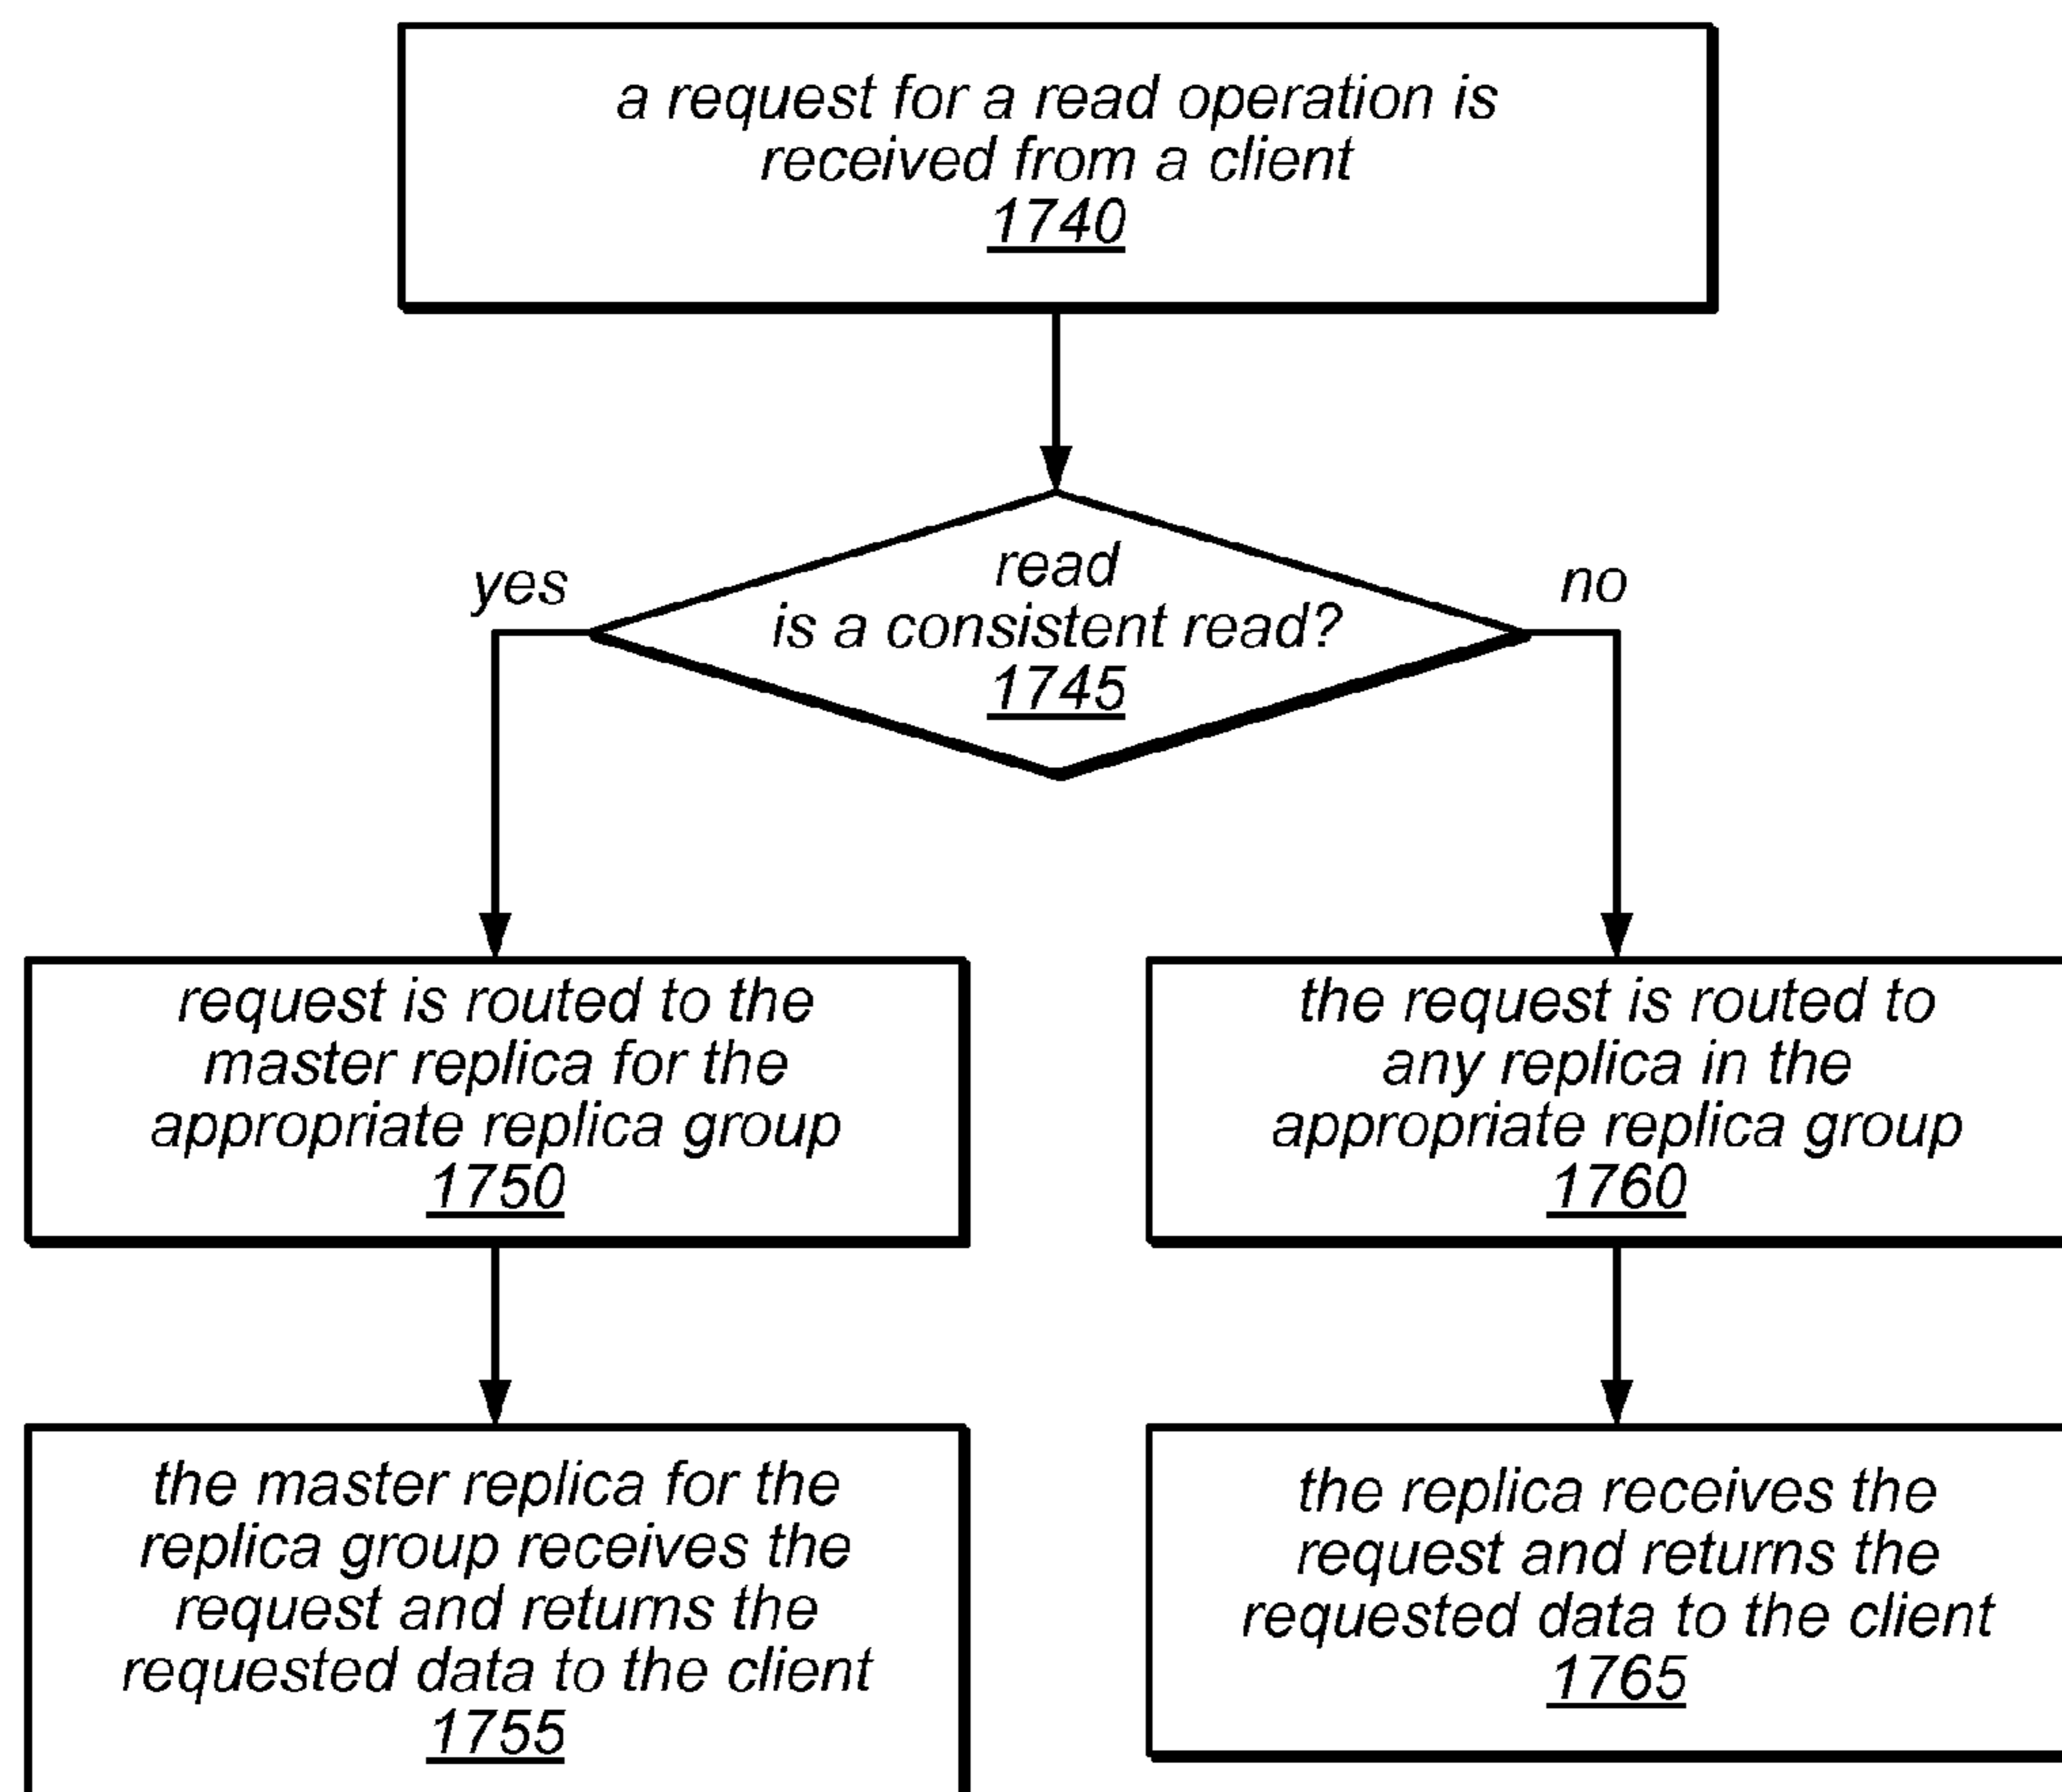 a request for a read operation is
received from a client
1740
read
is a consistent read?
1745
yes
no
request is routed to the
master replica for the
appropriate replica group
1750
the request is routed to
any replica in the
appropriate replica group
1760
the master replica for the
replica group receives the
request and returns the
requested data to the client
1755
the replica receives the
request and returns the
requested data to the client
1765